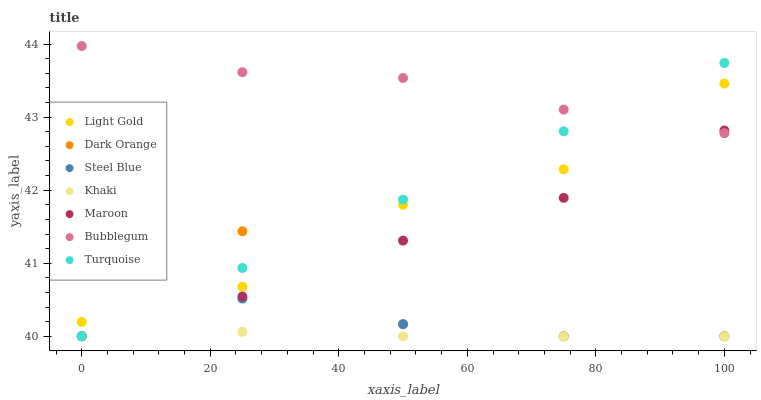 title
yaxis_label
44
43
42
41
40
Light Gold
Dark Orange
Steel Blue
Khaki
Maroon
Bubblegum
Turquoise
0 20 40 60 80 100
xaxis_label